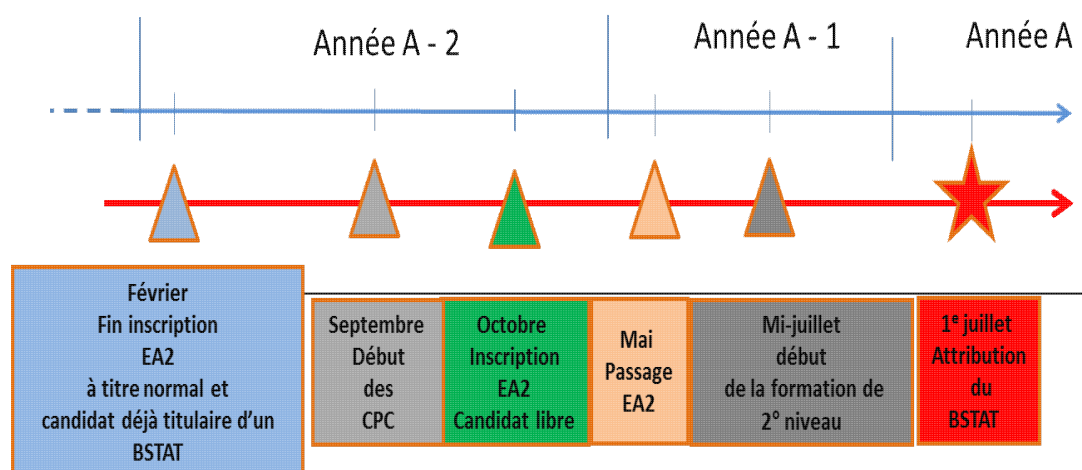 Année A - 2
Année A - 1
Année A
Février
Fin inscription
EA2
à titre normal et
candidat déjà titulaire d'un
BSTAT
Septembre
Début
des
CPC
Octobre
Inscription
EA2
Candidat libre
Mai
Passage
EA2
Mi-juillet
début
de la formation de
2° niveau
1e juillet
Attribution
du
BSTAT